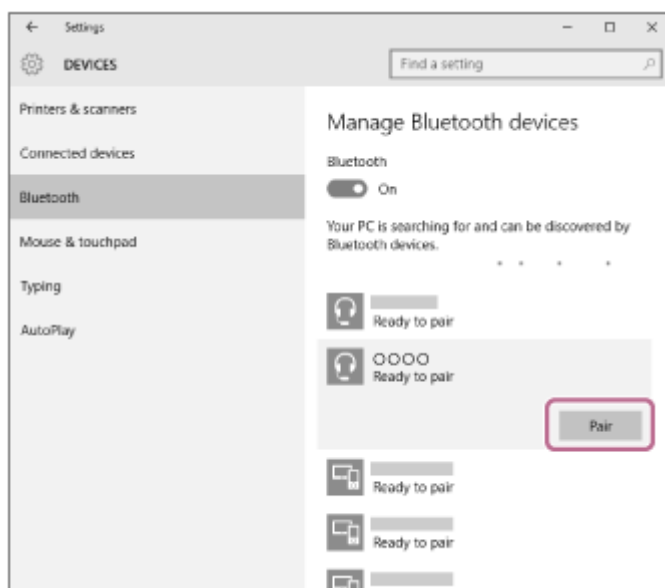 Settings
DEVICES
Find a setting
Printers & scanners
Connected devices
Bluetooth
Mouse & touchpad
Typing
AutoPlay
Manage Bluetooth devices
Bluetooth
On
Your PC is searching for and can be discovered by
Bluetooth devices.
Ready to pair
OOOO
Ready to pair
Pair
Ready to pair
Ready to pair